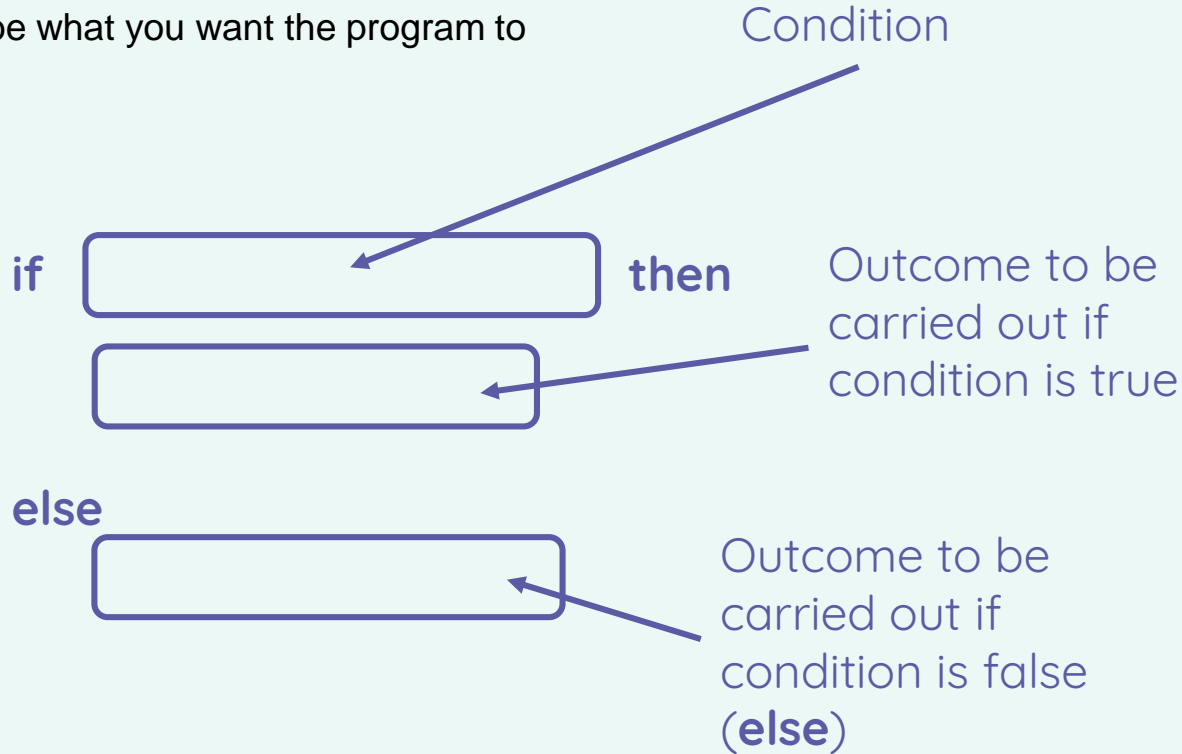 what you want the program to
Condition
if then
Outcome to be
carried out if
condition is true
else
Outcome to be
carried out if
condition is false
(else)